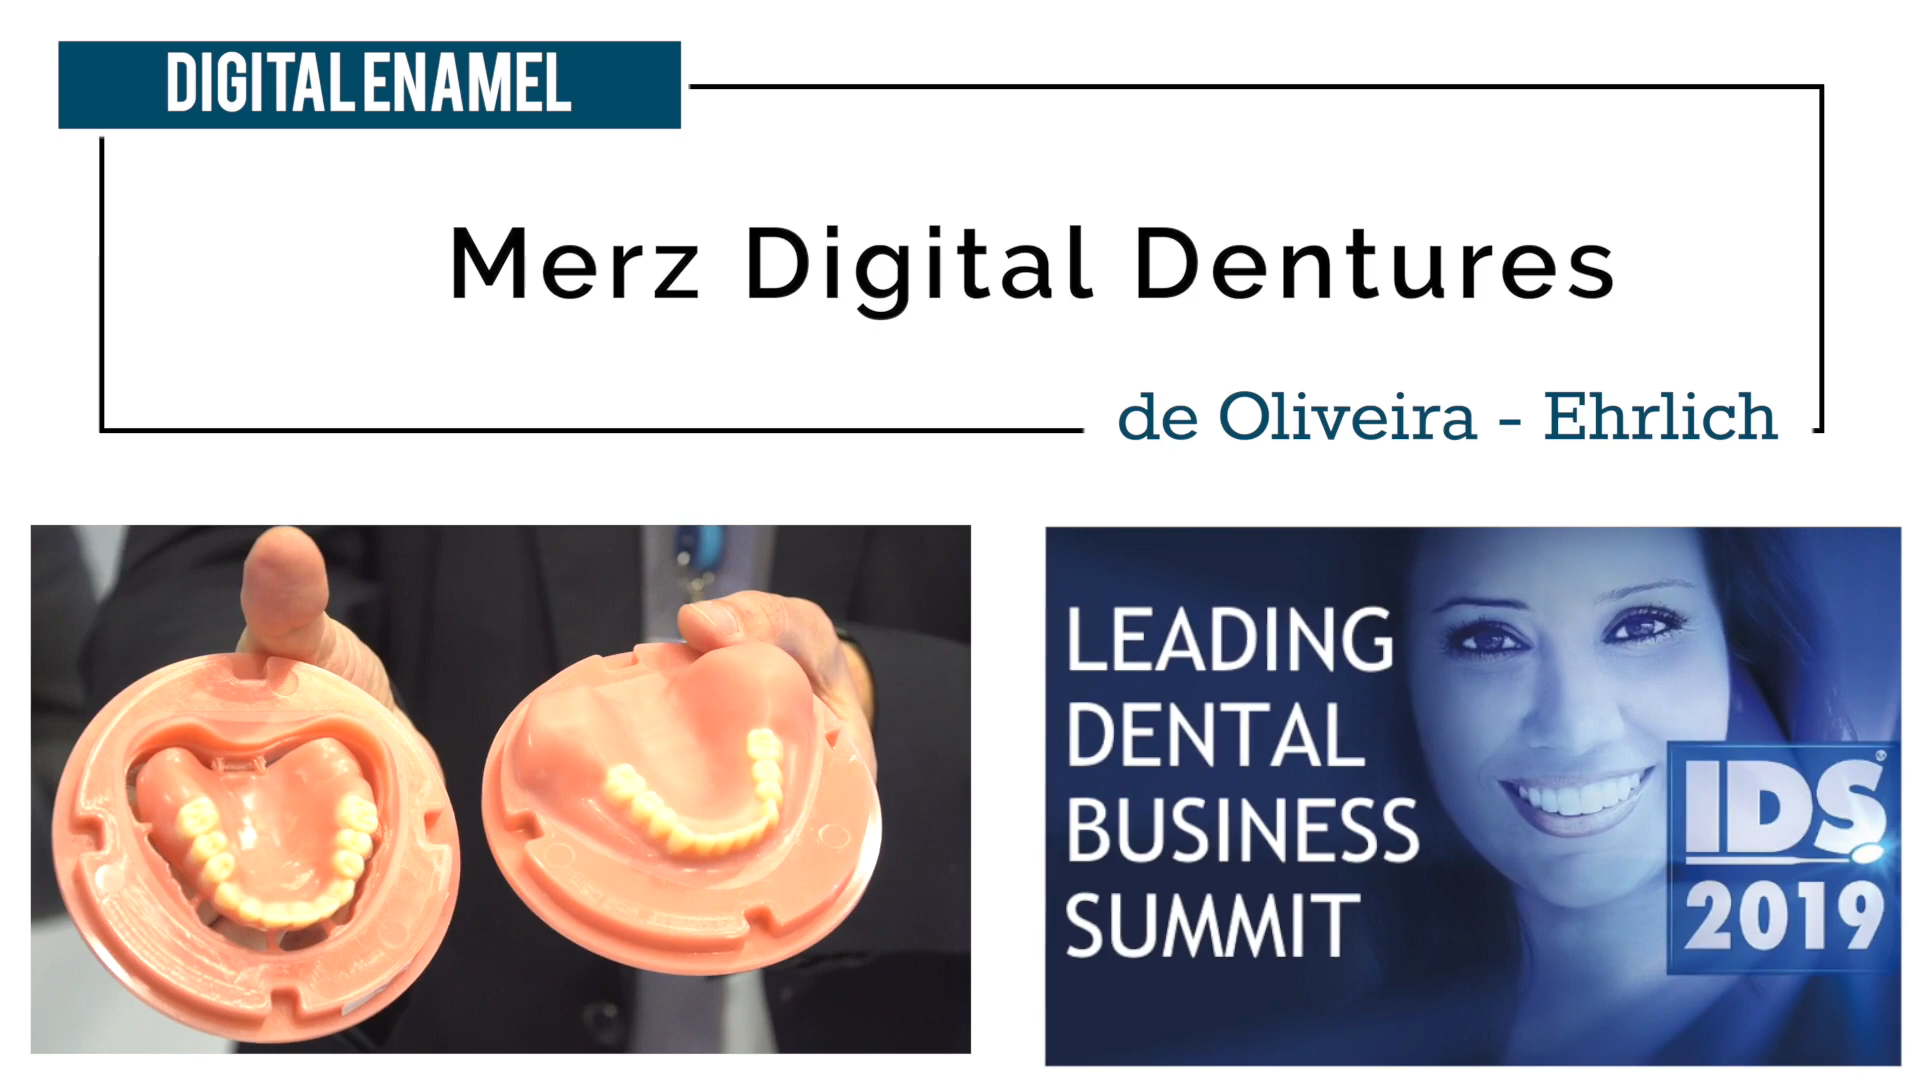 DIGITAL ENAMEL
Merz Digital Dentures
de Oliveira - Ehrlich
LEADING
DENTAL
BUSINESS
SUMMIT
IDS
2019